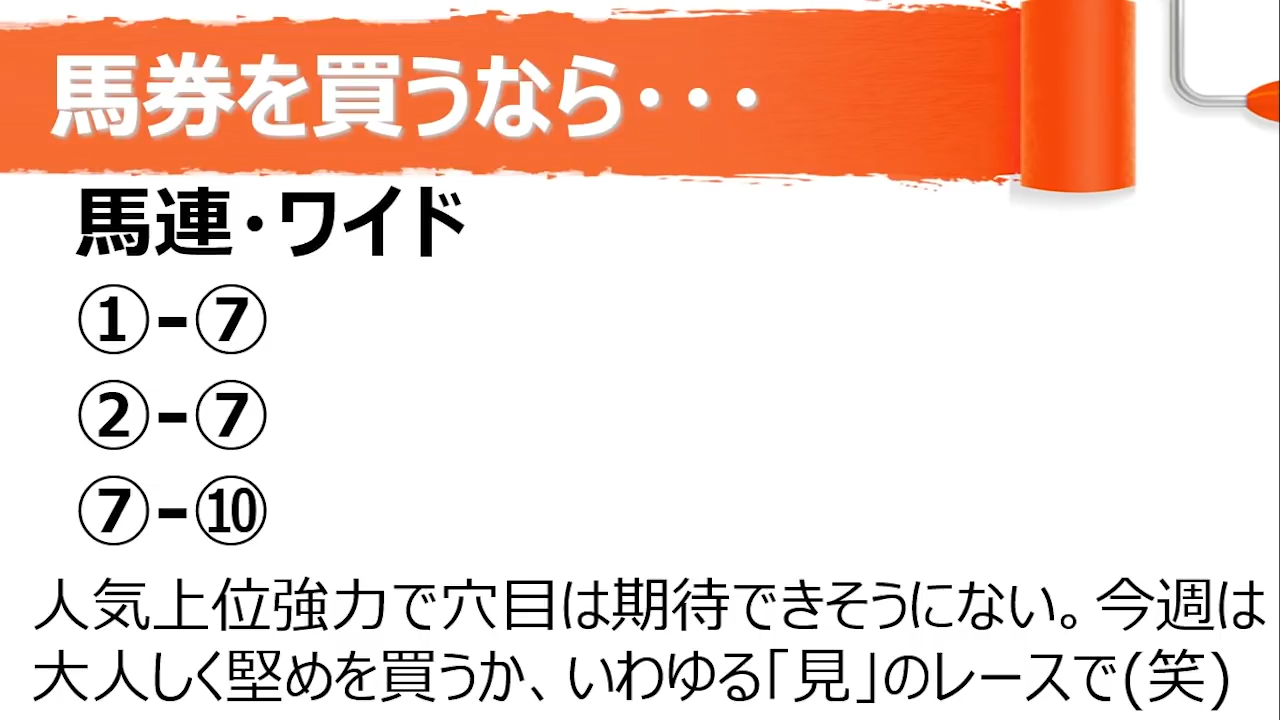 馬券を買うなら・・・
馬連・ワイド
①-⑦
②-⑦
⑦-⑩
人気上位強力で穴目は期待できそうにない。今週は
大人しく堅めを買うか、いわゆる「見」のレースで(笑)